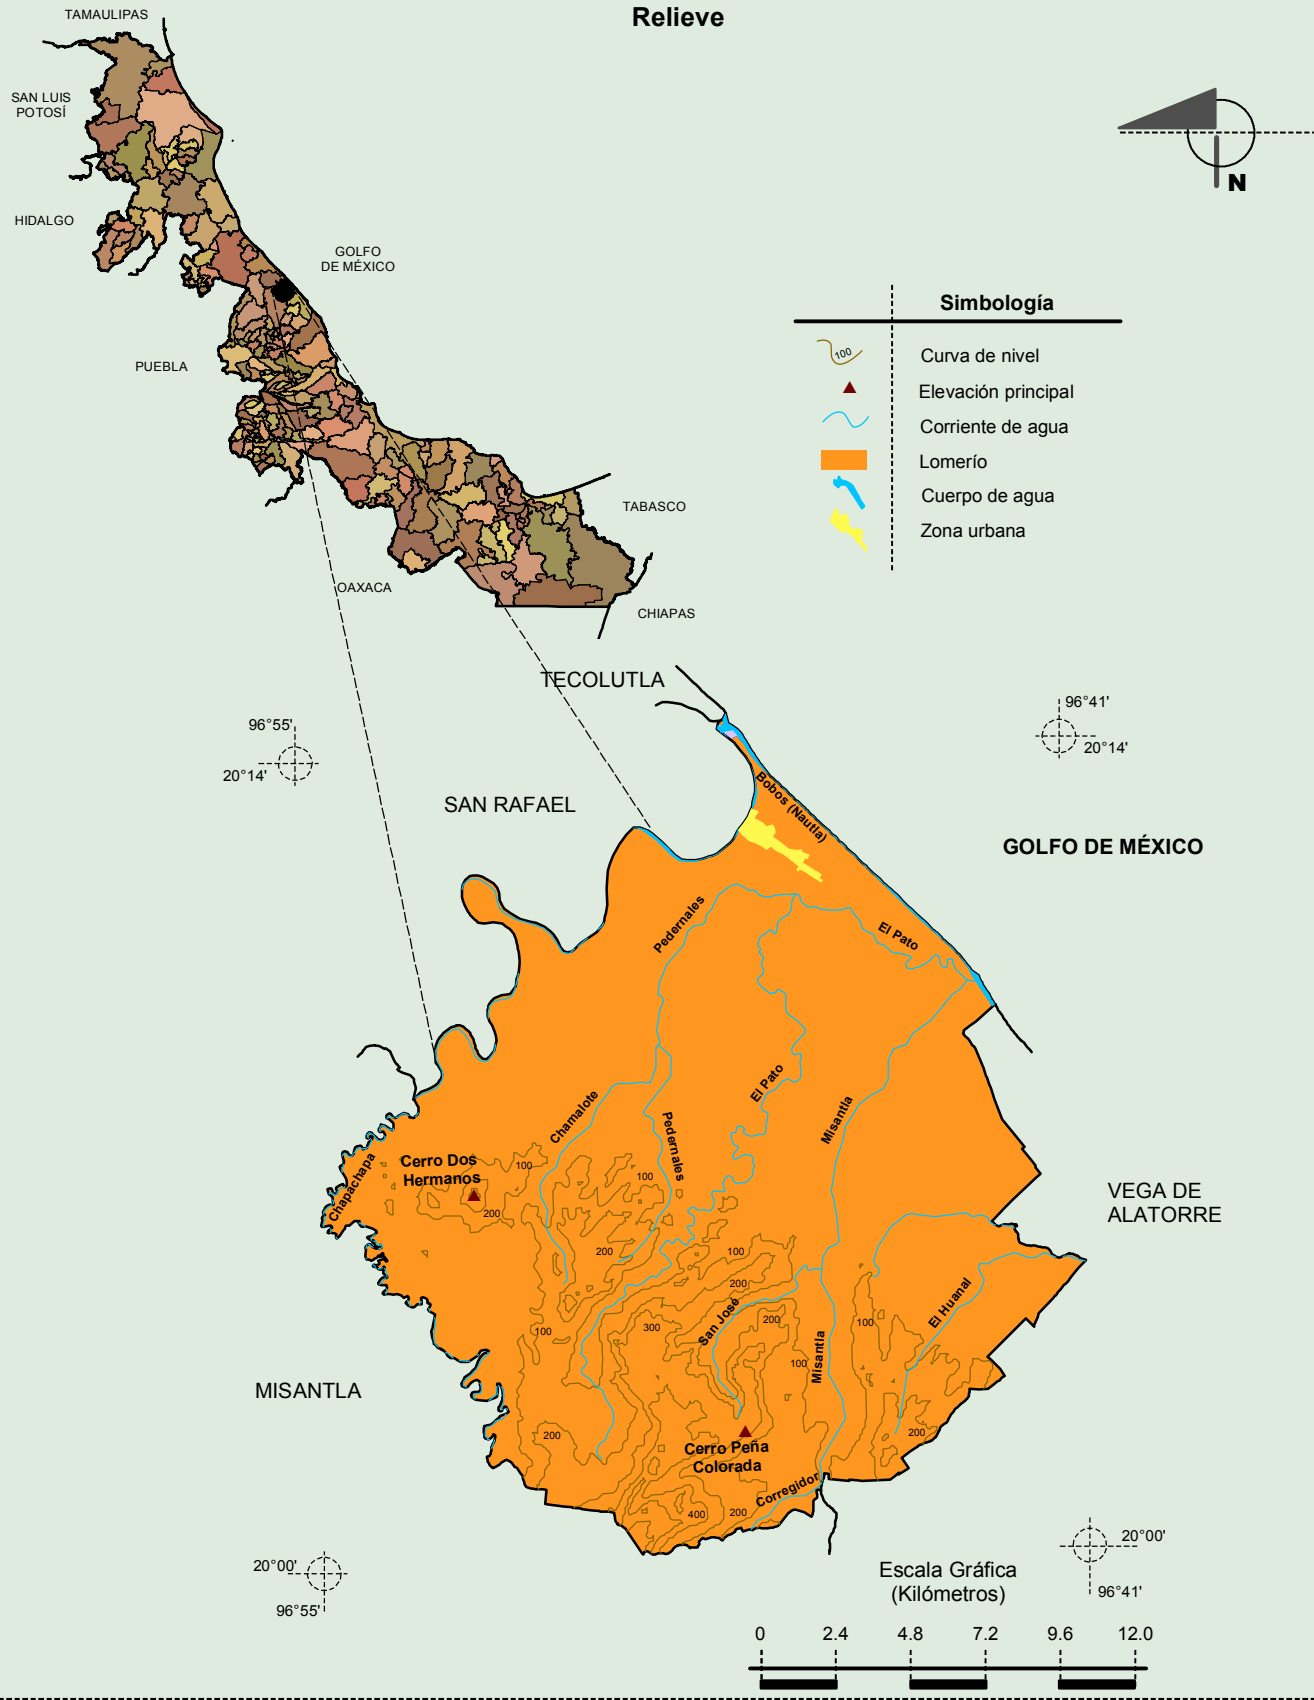 Relieve
TAMAULIPAS
SAN LUIS
POTOSÍ
HIDALGO
GOLFO
DE MÉXICO
PUEBLA
OAXACA
TABASCO
CHIAPAS
N
Simbología
100
Curva de nivel
Elevación principal
Corriente de agua
Lomerío
Cuerpo de agua
Zona urbana
TECOLUTLA
96°55'
20°14'
96°41'
20°14'
SAN RAFAEL
GOLFO DE MÉXICO
Bobos (Nautla)
Pedernales
El Pato
El Pato
Chamalote
Pedernales
Misantla
Chapachapa
Cerro Dos
Hermanos
100
200
100
200
100
200
VEGA DE
ALATORRE
El Huanal
San José
300
200
100
100
100
Misantla
MISANTLA
200
200
Cerro Peña
Colorada
Corregidor
400
200
20°00'
96°55'
20°00'
96°41'
Escala Gráfica
(Kilómetros)
0 2.4 4.8 7.2 9.6 12.0